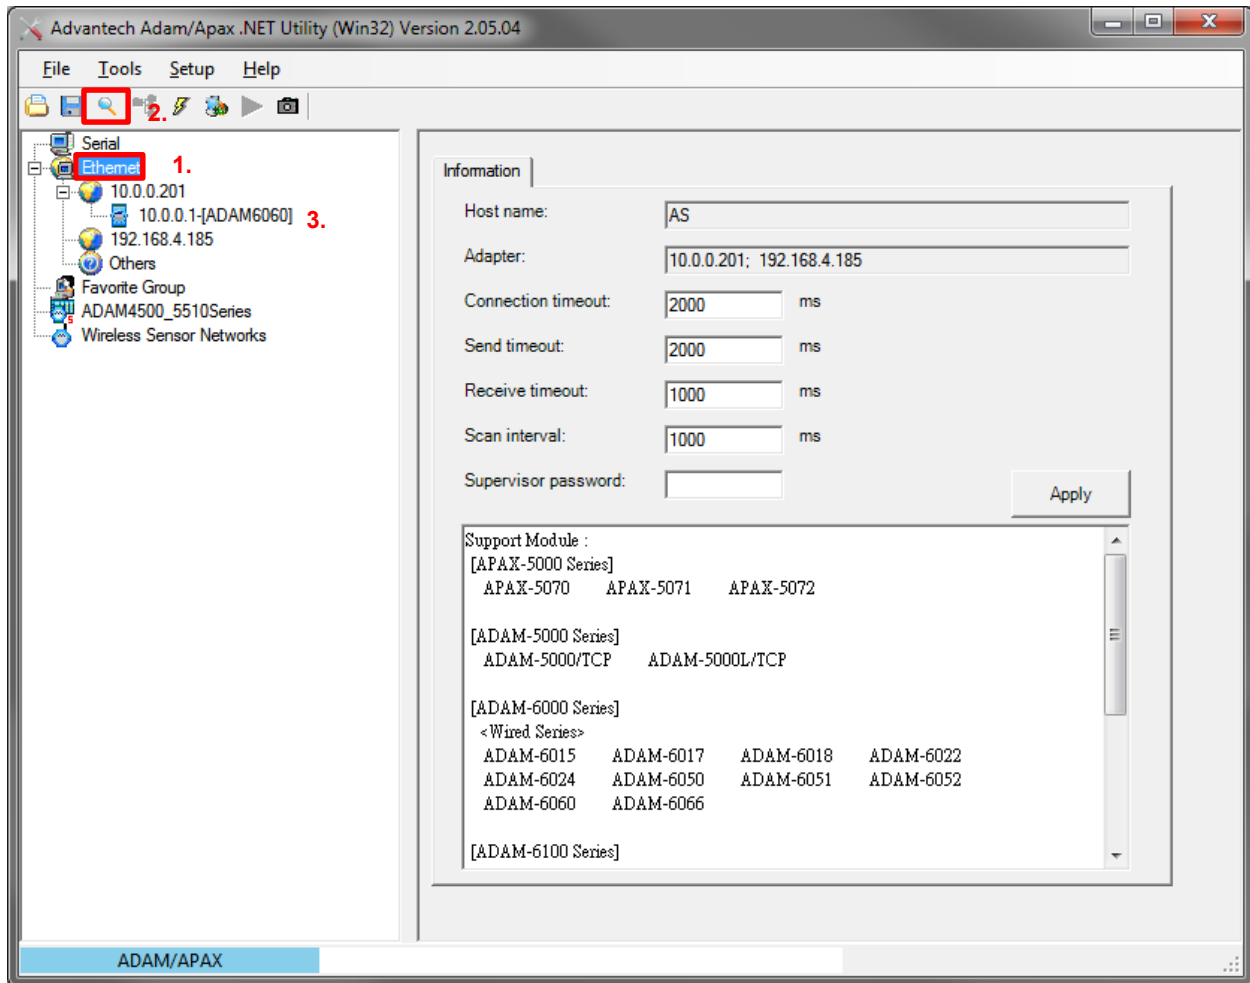 Advantech Adam/Apax .NET Utility (Win32) Version 2.05.04
File Tools Setup Help
2.
Serial
Ethernet 1.
10.0.0.201
10.0.0.1-[ADAM6060] 3.
192.168.4.185
Others
Favorite Group
ADAM4500_5510Series
Wireless Sensor Networks
Information
Host name: AS
Adapter: 10.0.0.201; 192.168.4.185
Connection timeout: 2000 ms
Send timeout: 2000 ms
Receive timeout: 1000 ms
Scan interval: 1000 ms
Supervisor password:
Apply
Support Module :
[APAX-5000 Series]
APAX-5070 APAX-5071 APAX-5072
[ADAM-5000 Series]
ADAM-5000/TCP ADAM-5000L/TCP
[ADAM-6000 Series]
<Wired Series>
ADAM-6015 ADAM-6017 ADAM-6018 ADAM-6022
ADAM-6024 ADAM-6050 ADAM-6051 ADAM-6052
ADAM-6060 ADAM-6066
[ADAM-6100 Series]
ADAM/APAX